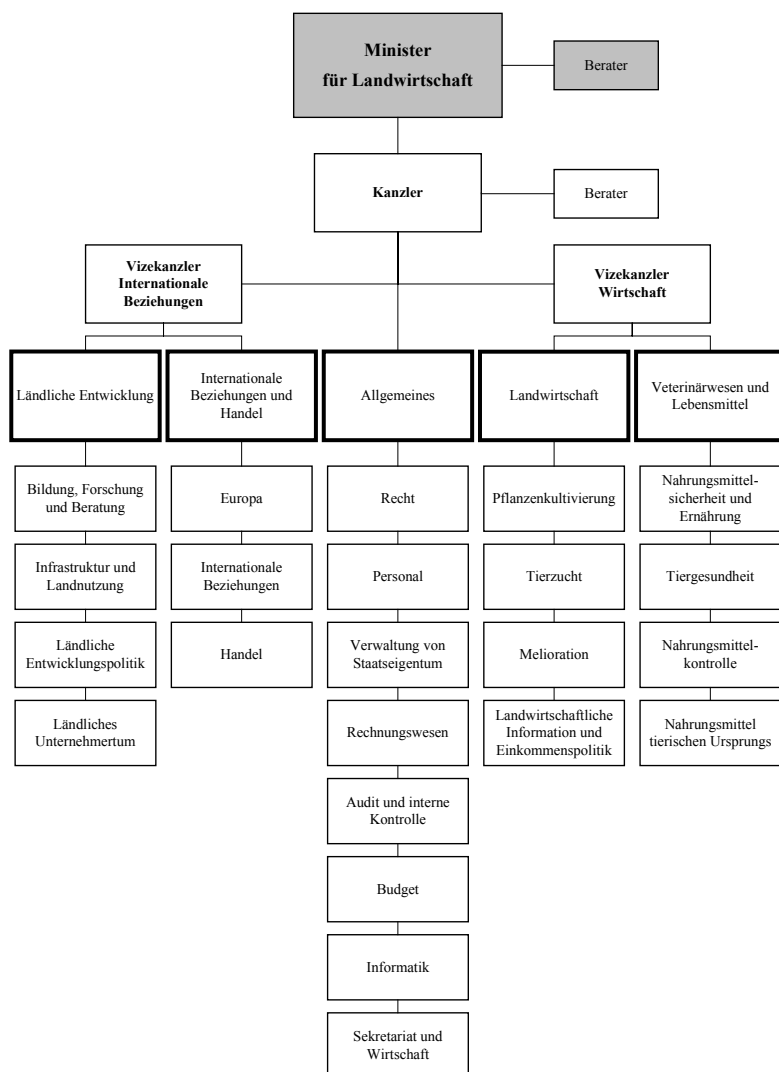 Minister
für Landwirtschaft
Berater
Kanzler
Berater
Vizekanzler
Internationale
Beziehungen
Vizekanzler
Wirtschaft
Ländliche Entwicklung
Internationale
Beziehungen und
Handel
Allgemeines
Landwirtschaft
Veterinärwesen und
Lebensmittel
Bildung, Forschung
und Beratung
Europa
Recht
Pflanzenkultivierung
Nahrungsmittel-
sicherheit und
Ernährung
Infrastruktur und
Landnutzung
Internationale
Beziehungen
Personal
Tierzucht
Tiergesundheit
Ländliche
Entwicklungspolitik
Handel
Verwaltung von
Staatseigentum
Melioration
Nahrungsmittel-
kontrolle
Ländliches
Unternehmertum
Rechnungswesen
Landwirtschaftliche
Information und
Einkommenspolitik
Nahrungsmittel
tierischen Ursprungs
Audit und interne
Kontrolle
Budget
Informatik
Sekretariat und
Wirtschaft